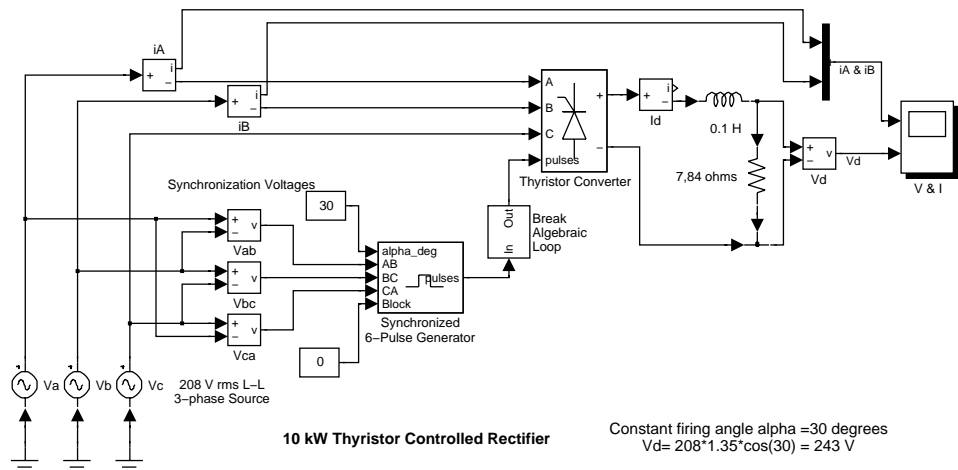 iA
+
i
−
iA & iB
+
i
−
iB
A
B
C
pulses
+
−
Thyristor Converter
+
i
−
Id
0.1 H
7,84 ohms
+
−
v
Vd
Vd
V & I
Synchronization Voltages
30
Out
In
Break
Algebraic
Loop
+
−
v
Vab
+
−
v
Vbc
+
−
v
Vca
alpha_deg
AB
BC
CA
Block
pulses
Synchronized
6−Pulse Generator
0
Va
Vb
Vc
208 V rms L−L
3−phase Source
10 kW Thyristor Controlled Rectifier
Constant firing angle alpha =30 degrees
Vd= 208*1.35*cos(30) = 243 V